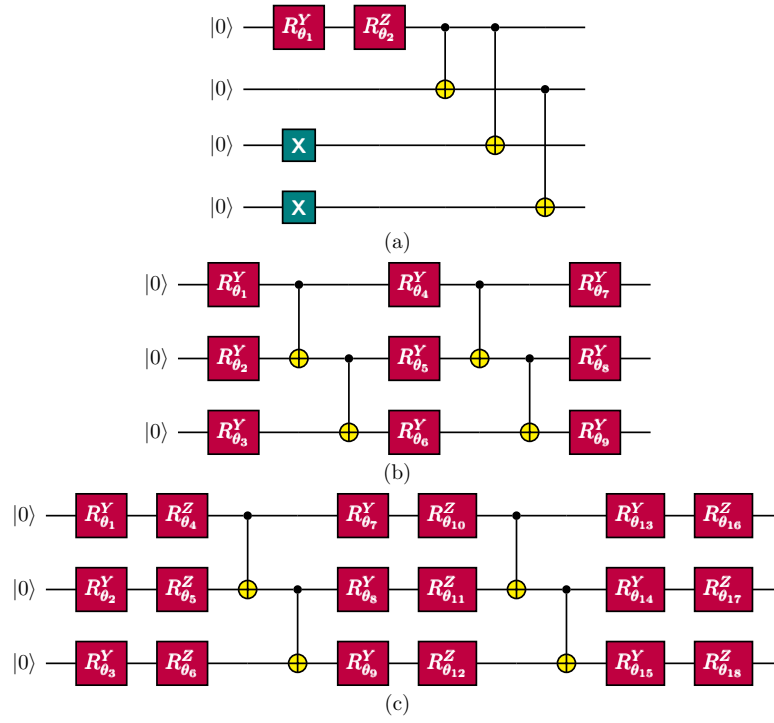 |0⟩ R^Y_θ1 R^Z_θ2
|0⟩
|0⟩ X
|0⟩ X
(a)
|0⟩ R^Y_θ1 R^Y_θ4 R^Y_θ7
|0⟩ R^Y_θ2 R^Y_θ5 R^Y_θ8
|0⟩ R^Y_θ3 R^Y_θ6 R^Y_θ9
(b)
|0⟩ R^Y_θ1 R^Z_θ4 R^Y_θ7 R^Z_θ10 R^Y_θ13 R^Z_θ16
|0⟩ R^Y_θ2 R^Z_θ5 R^Y_θ8 R^Z_θ11 R^Y_θ14 R^Z_θ17
|0⟩ R^Y_θ3 R^Z_θ6 R^Y_θ9 R^Z_θ12 R^Y_θ15 R^Z_θ18
(c)